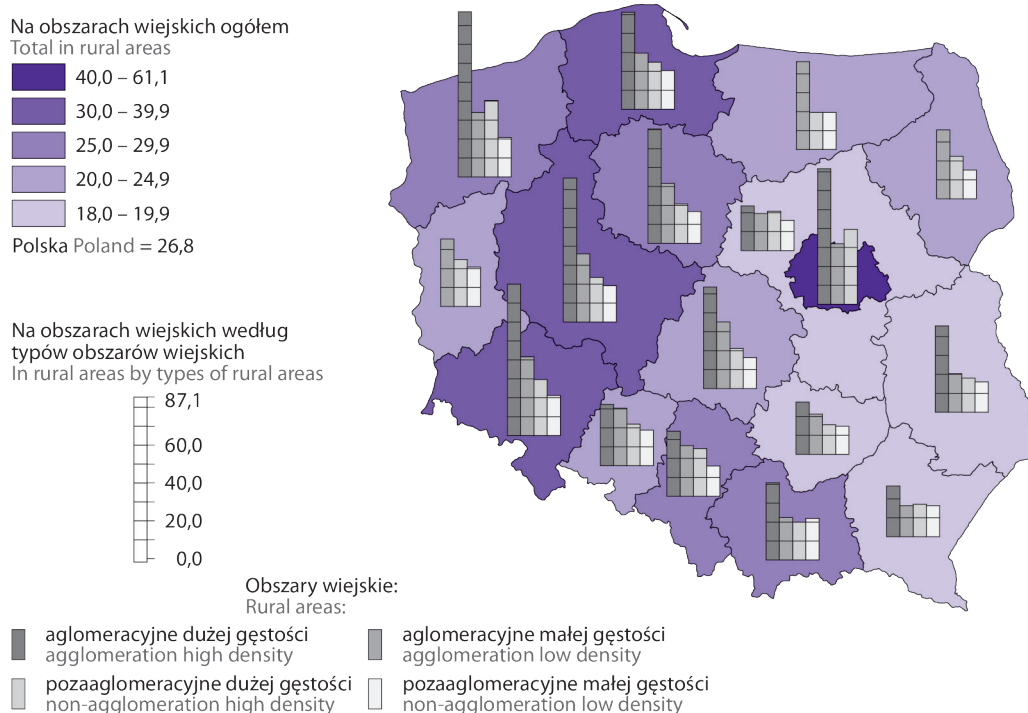 Na obszarach wiejskich ogółem
Total in rural areas
40,0 – 61,1
30,0 – 39,9
25,0 – 29,9
20,0 – 24,9
18,0 – 19,9
Polska Poland = 26,8
Na obszarach wiejskich według
typów obszarów wiejskich
In rural areas by types of rural areas
87,1
60,0
40,0
20,0
0,0
Obszary wiejskie:
Rural areas:
aglomeracyjne dużej gęstości
agglomeration high density
aglomeracyjne małej gęstości
agglomeration low density
pozaaglomeracyjne dużej gęstości
non-agglomeration high density
pozaaglomeracyjne małej gęstości
non-agglomeration low density